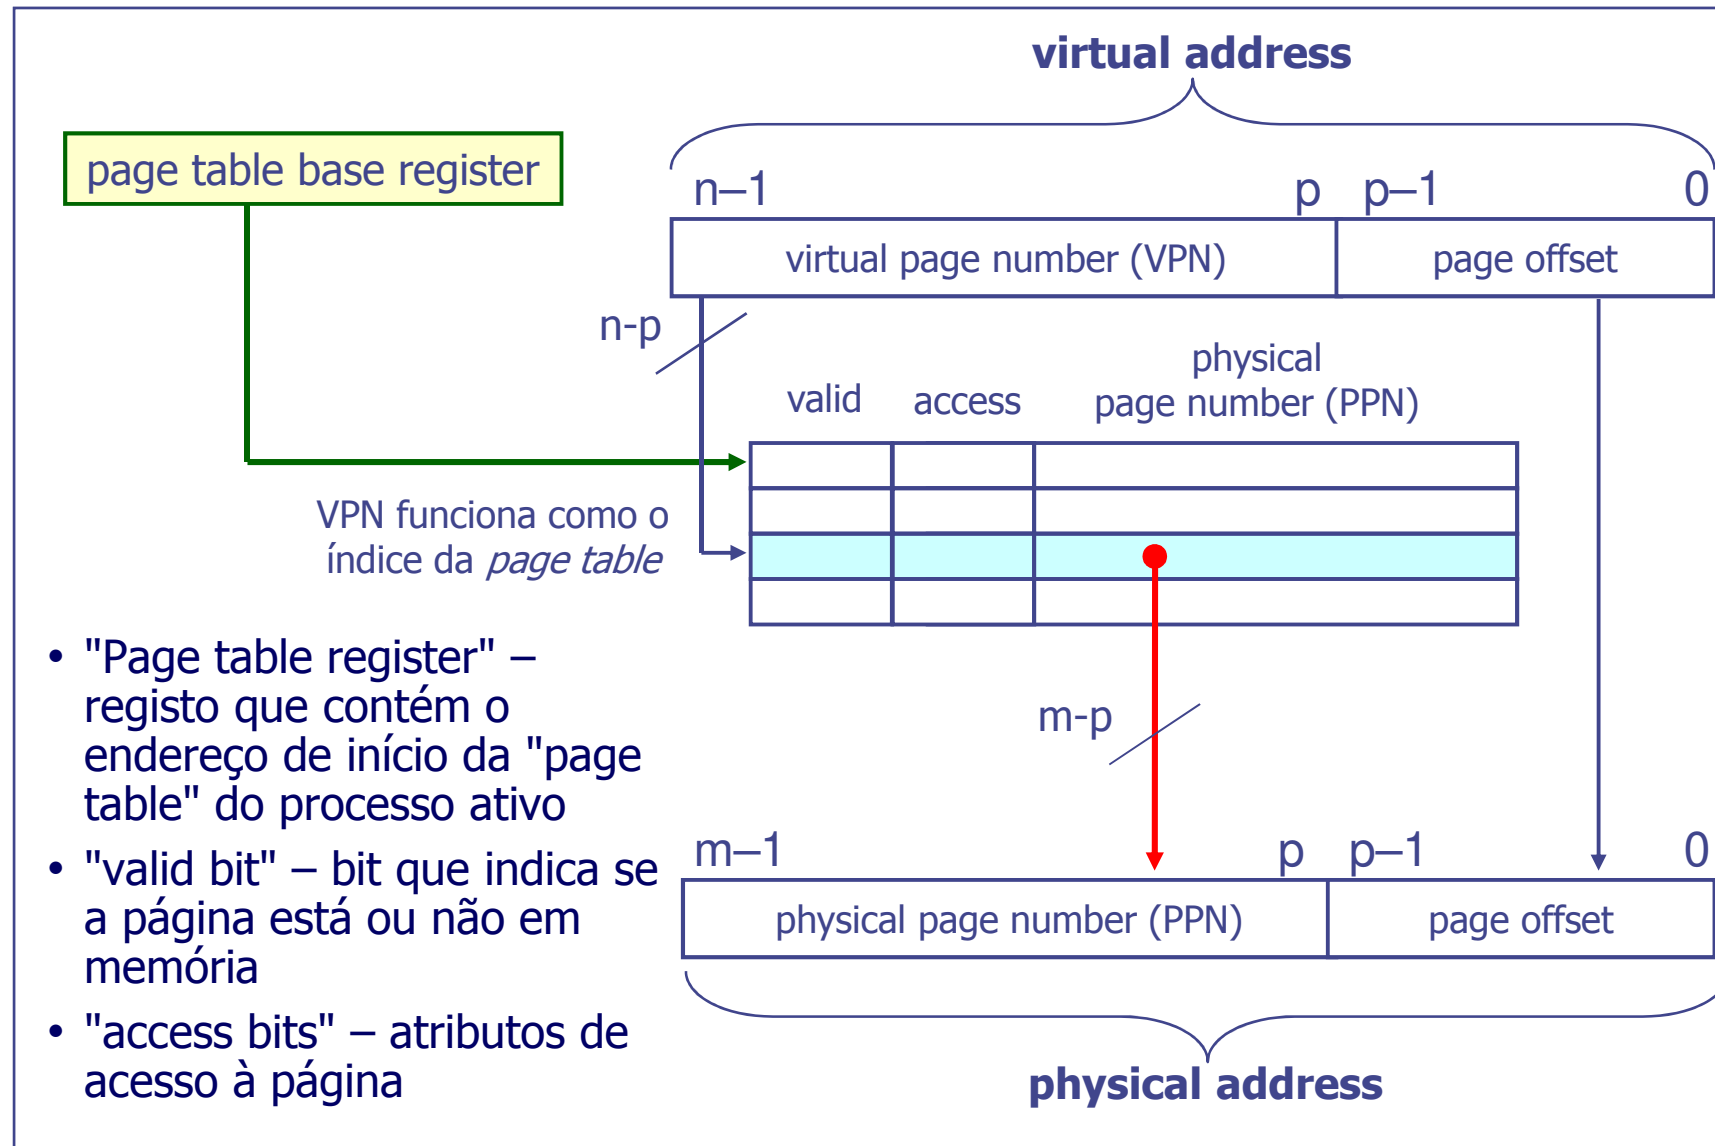 virtual address
page table base register
n–1
p
p–1
0
virtual page number (VPN)
page offset
n-p
physical
valid
access
page number (PPN)
VPN funciona como o
índice da page table
• "Page table register" –
registo que contém o
endereço de início da "page
table" do processo ativo
• "valid bit" – bit que indica se
a página está ou não em
memória
• "access bits" – atributos de
acesso à página
m-p
m–1
p
p–1
0
physical page number (PPN)
page offset
physical address